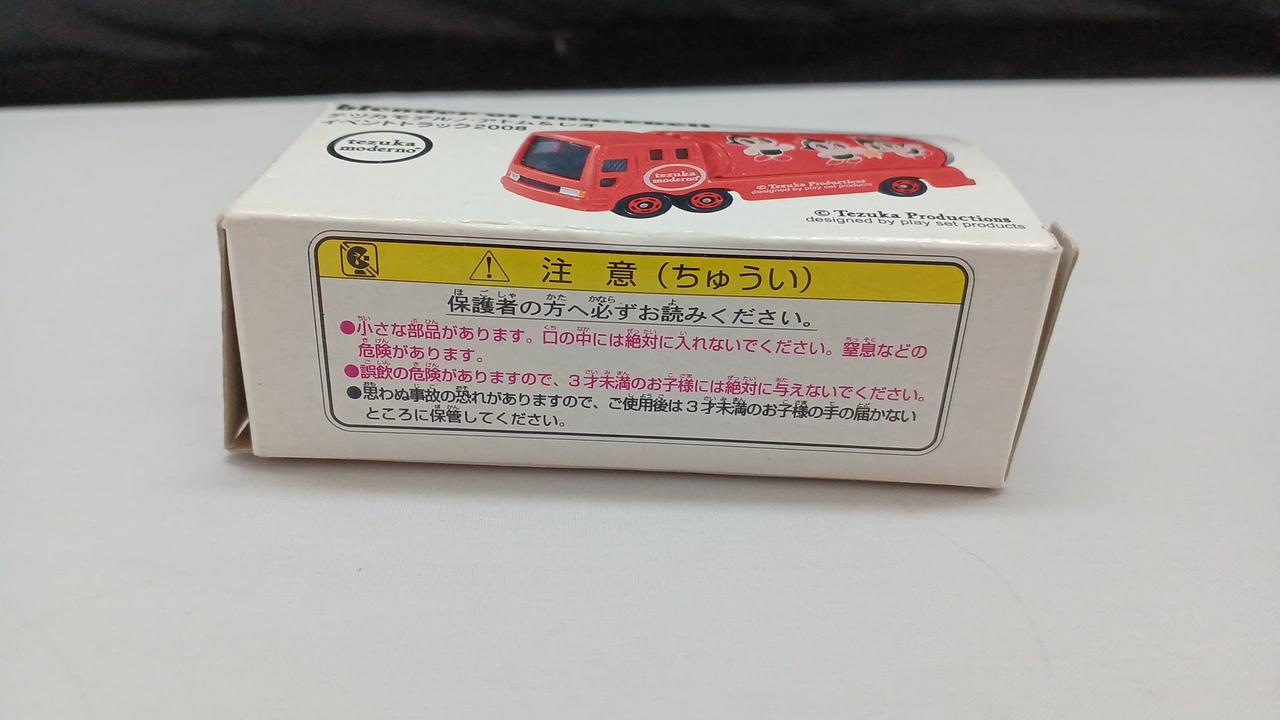 blender of tinkerbell
テヅカモデルノ・アトム&レオ
イベントトラック2008
tezuka
moderno
tezuka
moderno
© Tezuka Productions
designed by play set products
© Tezuka Productions
designed by play set products
注 意（ちゅうい）
保護者の方へ必ずお読みください。
●小さな部品があります。口の中には絶対に入れないでください。窒息などの
危険があります。
●誤飲の危険がありますので、3才未満のお子様には絶対に与えないでください。
●思わぬ事故の恐れがありますので、ご使用後は3才未満のお子様の手の届かない
ところに保管してください。